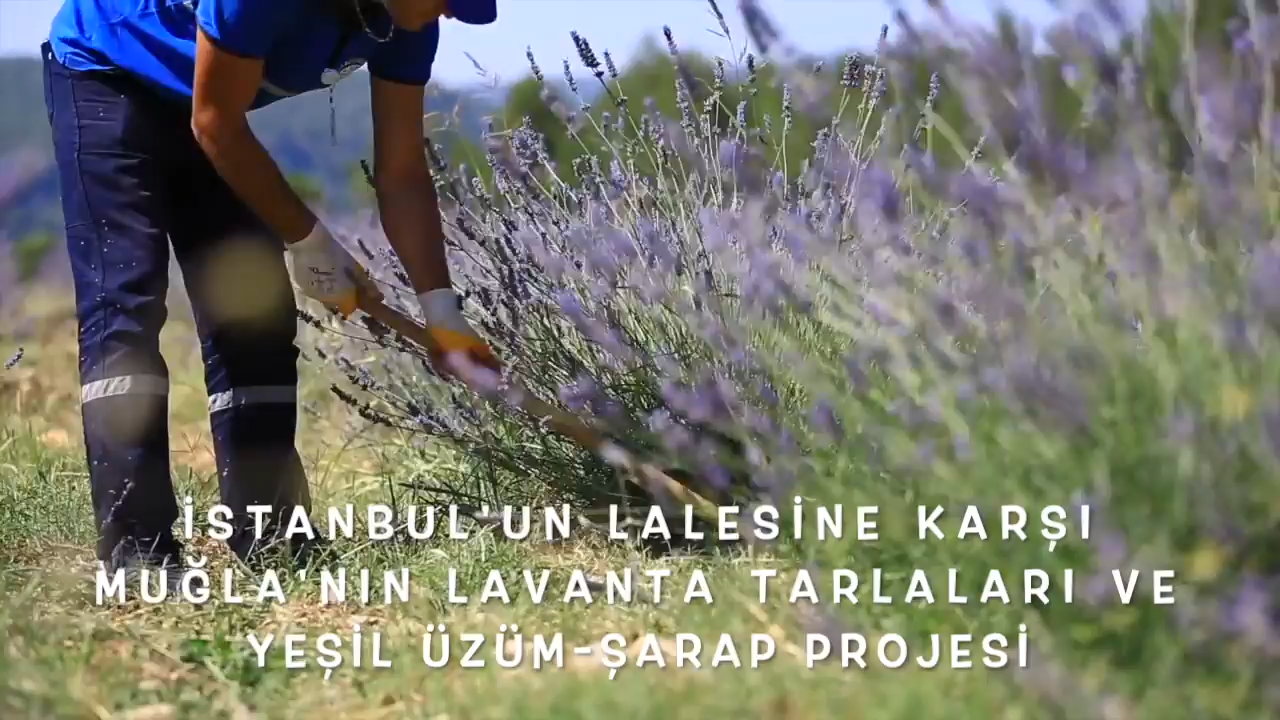 İSTANBUL'UN LALESİNE KARŞI
MUĞLA'NIN LAVANTA TARLALARI VE
YEŞİL ÜZÜM-ŞARAP PROJESİ